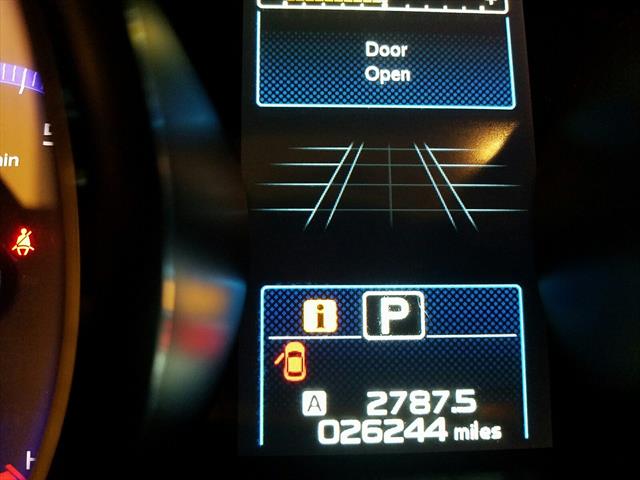 Door
Open
i P
A 2787.5
026244 miles
H